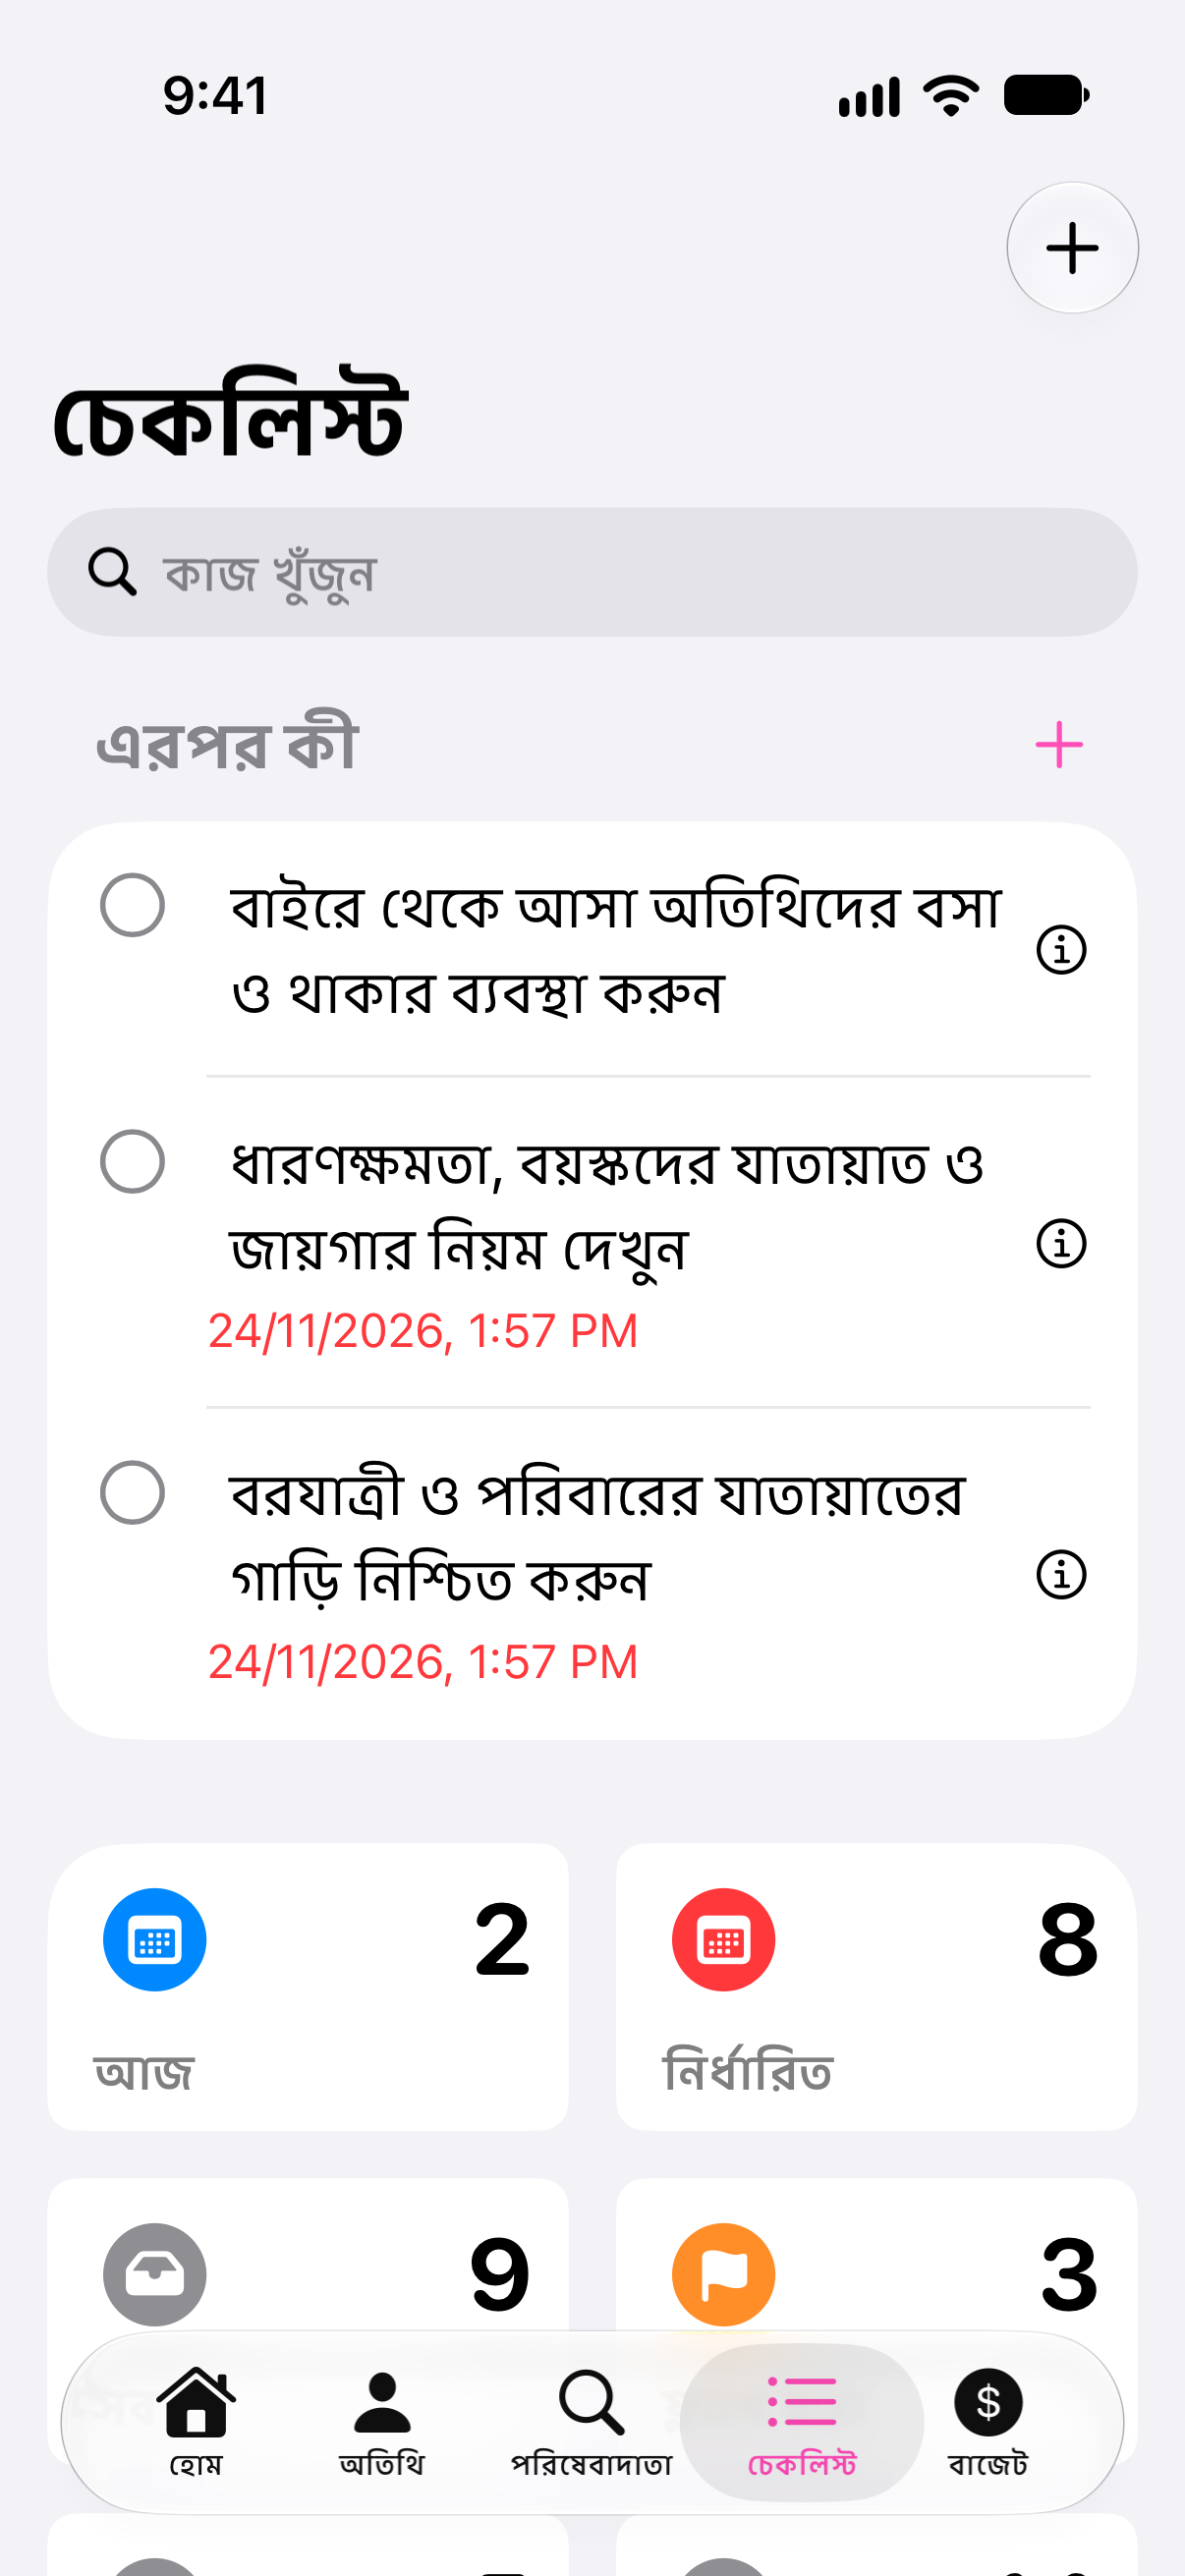 9:41
চেকলিস্ট
কাজ খুঁজুন
এরপর কী
বাইরে থেকে আসা অতিথিদের বসা
ও থাকার ব্যবস্থা করুন
ধারণক্ষমতা, বয়স্কদের যাতায়াত ও
জায়গার নিয়ম দেখুন
24/11/2026, 1:57 PM
বরযাত্রী ও পরিবারের যাতায়াতের
গাড়ি নিশ্চিত করুন
24/11/2026, 1:57 PM
2
8
আজ
নির্ধারিত
9
3
হোম
অতিথি
পরিষেবাদাতা
চেকলিস্ট
বাজেট